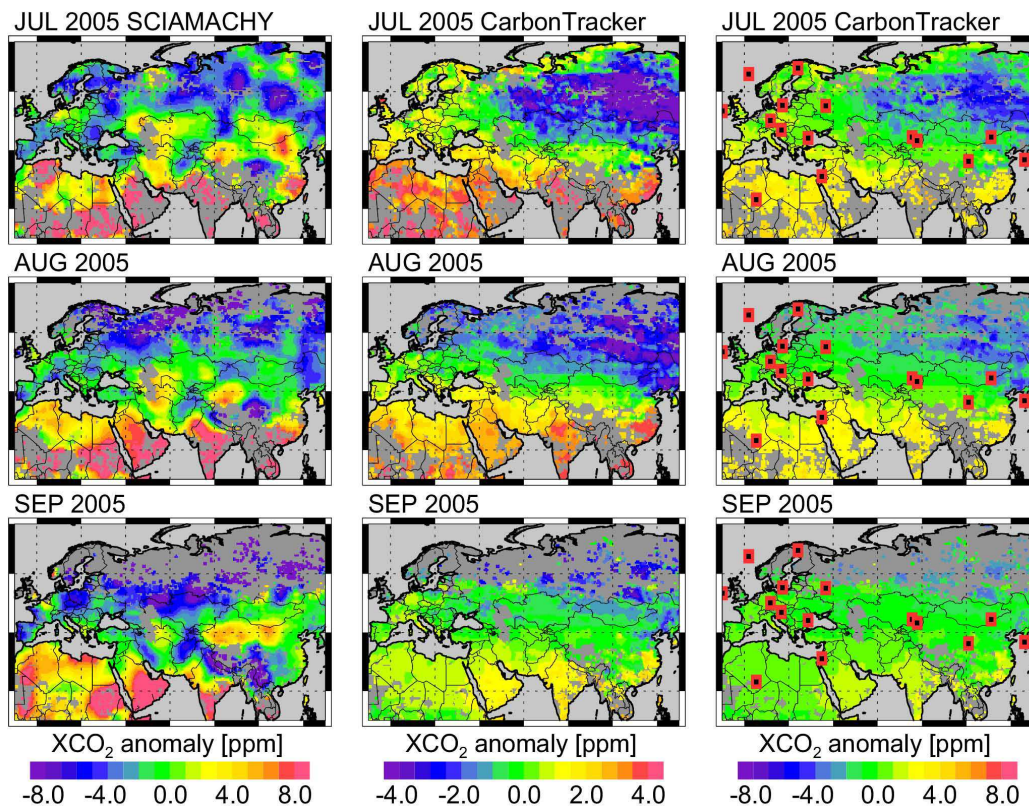 JUL 2005 SCIAMACHY JUL 2005 CarbonTracker JUL 2005 CarbonTracker
AUG 2005 AUG 2005 AUG 2005
SEP 2005 SEP 2005 SEP 2005
XCO₂ anomaly [ppm] XCO₂ anomaly [ppm] XCO₂ anomaly [ppm]
-8.0 -4.0 0.0 4.0 8.0 -4.0 -2.0 0.0 2.0 4.0 -8.0 -4.0 0.0 4.0 8.0